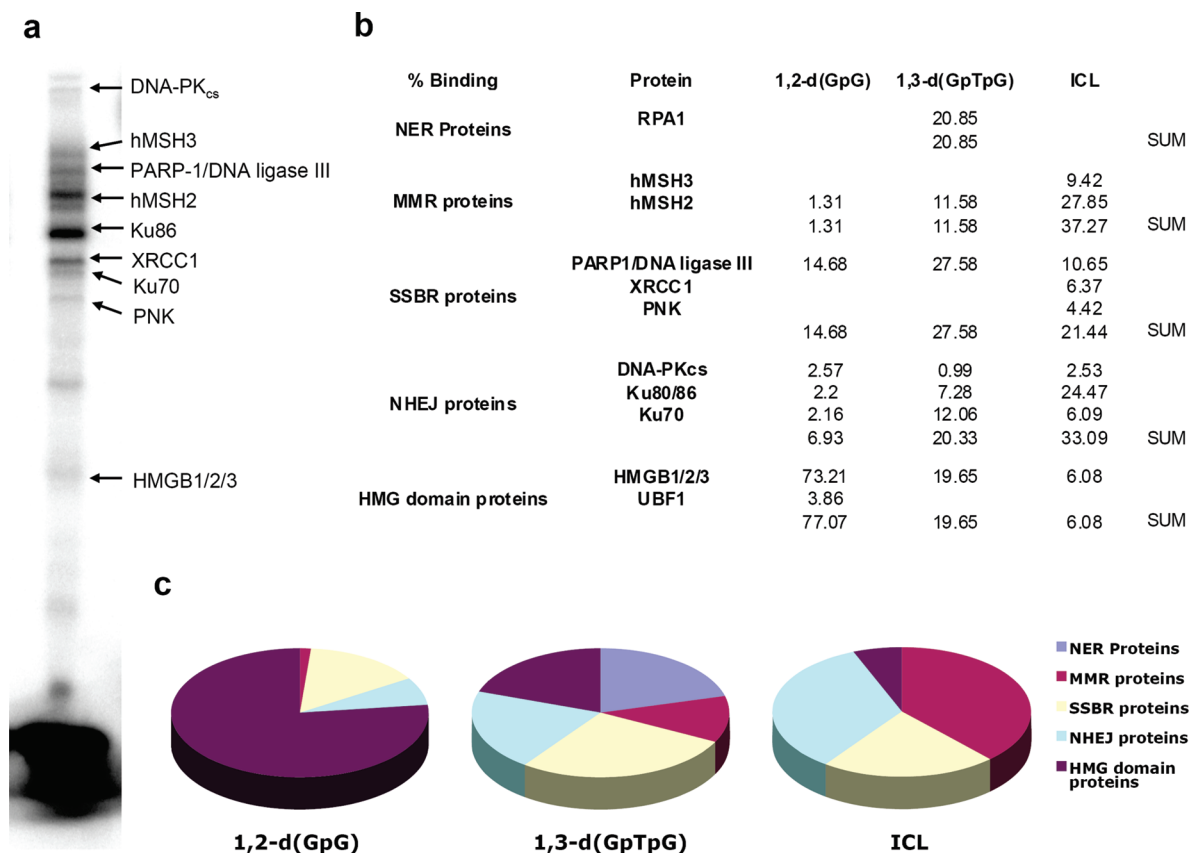 a
DNA-PKcs
hMSH3
PARP-1/DNA ligase III
hMSH2
Ku86
XRCC1
Ku70
PNK
HMGB1/2/3
b
% Binding Protein 1,2-d(GpG) 1,3-d(GpTpG) ICL
NER Proteins
RPA1 20.85
20.85 SUM
MMR proteins
hMSH3 9.42
hMSH2 1.31 11.58 27.85
1.31 11.58 37.27 SUM
SSBR proteins
PARP1/DNA ligase III 14.68 27.58 10.65
XRCC1 6.37
PNK 4.42
14.68 27.58 21.44 SUM
NHEJ proteins
DNA-PKcs 2.57 0.99 2.53
Ku80/86 2.2 7.28 24.47
Ku70 2.16 12.06 6.09
6.93 20.33 33.09 SUM
HMG domain proteins
HMGB1/2/3 73.21 19.65 6.08
UBF1 3.86
77.07 19.65 6.08 SUM
c
1,2-d(GpG)
1,3-d(GpTpG)
ICL
NER Proteins
MMR proteins
SSBR proteins
NHEJ proteins
HMG domain
proteins